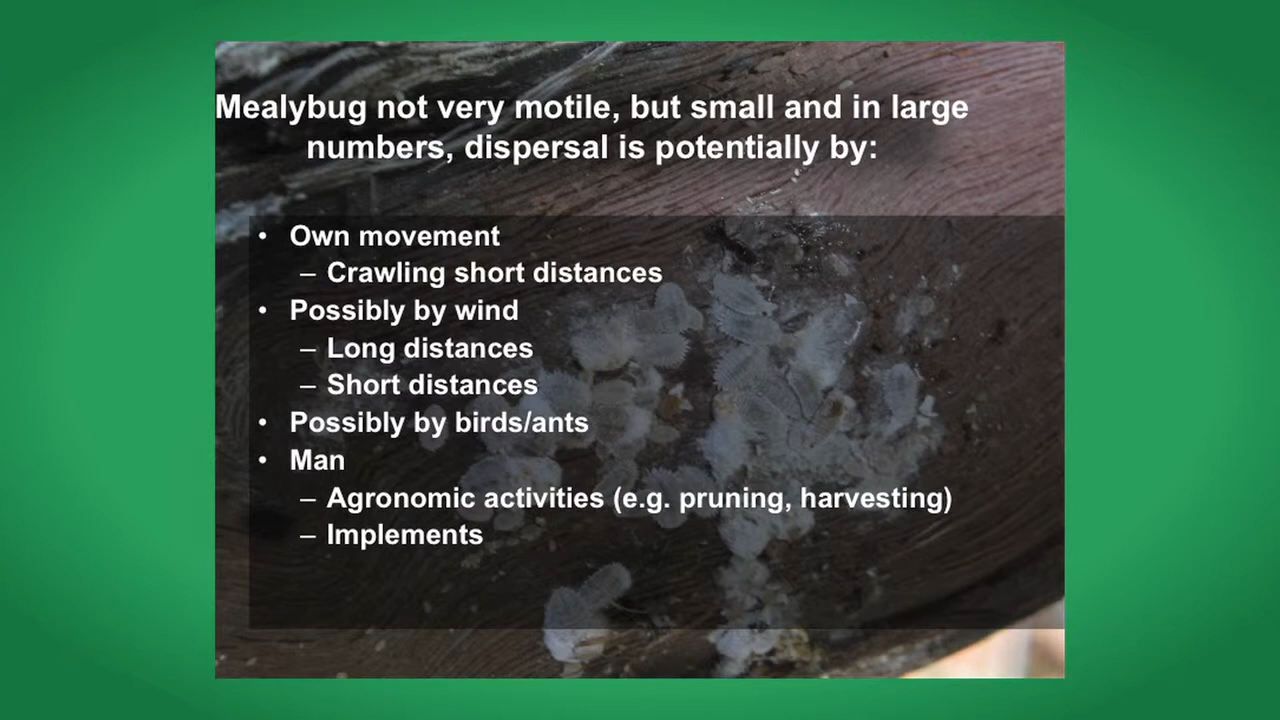 Mealybug not very motile, but small and in large
numbers, dispersal is potentially by:
• Own movement
– Crawling short distances
• Possibly by wind
– Long distances
– Short distances
• Possibly by birds/ants
• Man
– Agronomic activities (e.g. pruning, harvesting)
– Implements